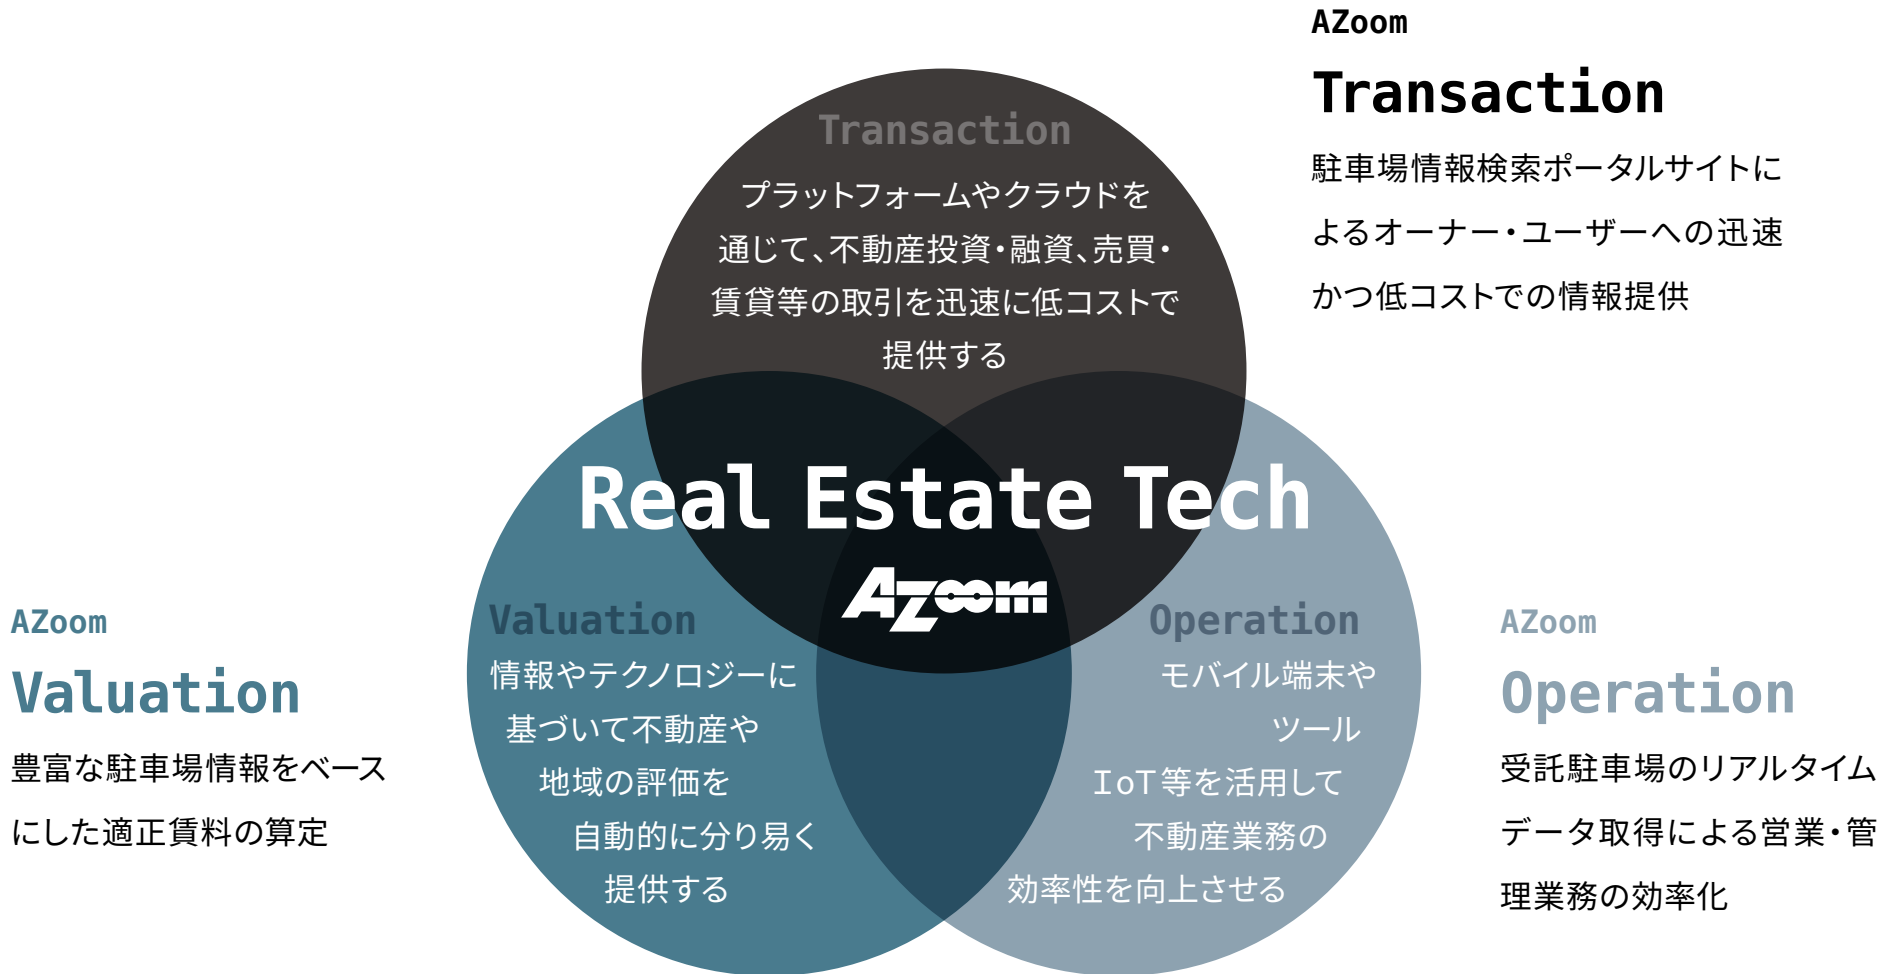 AZoom
Transaction
駐車場情報検索ポータルサイトに
よるオーナー・ユーザーへの迅速
かつ低コストでの情報提供
Transaction
プラットフォームやクラウドを
通じて、不動産投資・融資、売買・
賃貸等の取引を迅速に低コストで
提供する
Real Estate Tech
AZoom
AZoom
Valuation
豊富な駐車場情報をベース
にした適正賃料の算定
Valuation
情報やテクノロジーに
基づいて不動産や
地域の評価を
自動的に分り易く
提供する
Operation
モバイル端末や
ツール
IoT等を活用して
不動産業務の
効率性を向上させる
AZoom
Operation
受託駐車場のリアルタイム
データ取得による営業・管
理業務の効率化